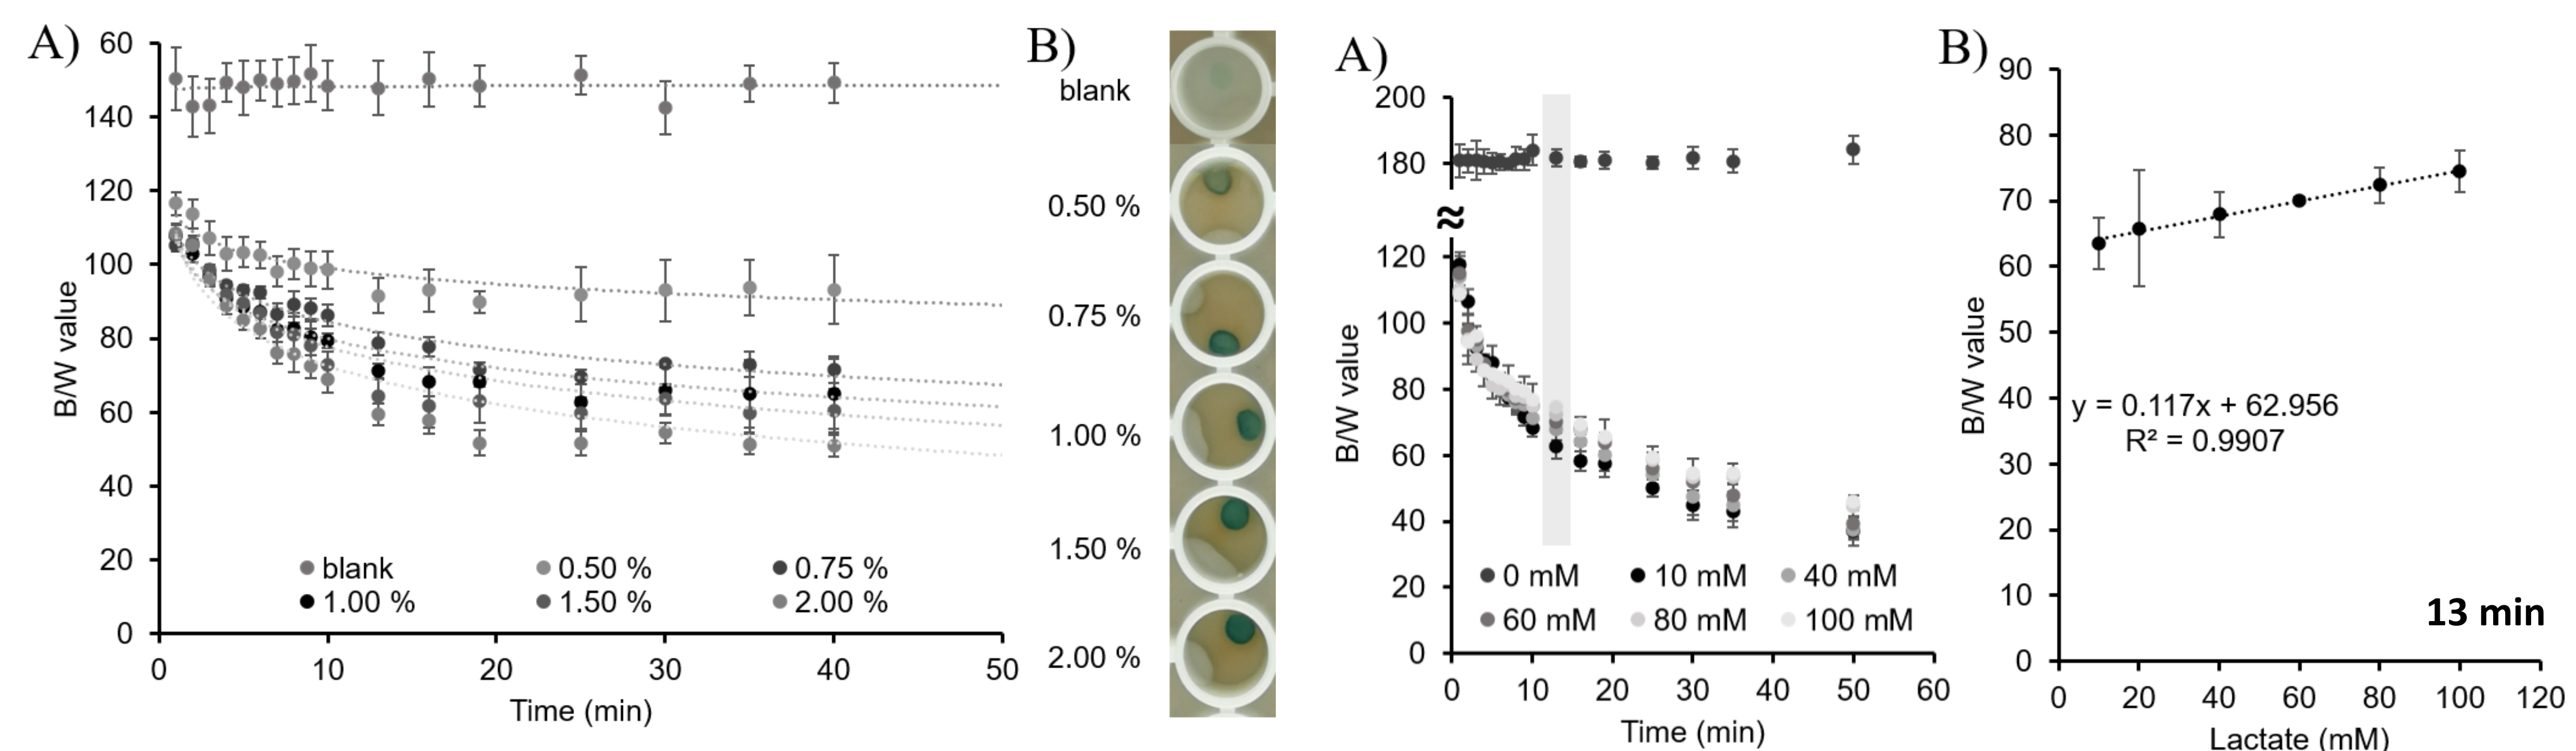 A)
60
140
120
100
80
60
40
20
0
B/W value
0 10 20 30 40 50
Time (min)
blank 0.50 % 0.75 %
1.00 % 1.50 % 2.00 %
B)
blank
0.50 %
0.75 %
1.00 %
1.50 %
2.00 %
A)
200
180
120
100
80
60
40
20
0
B/W value
0 10 20 30 40 50 60
Time (min)
0 mM 10 mM 40 mM
60 mM 80 mM 100 mM
B)
90
80
70
60
50
40
30
20
10
0
B/W value
y = 0.117x + 62.956
R² = 0.9907
13 min
0 20 40 60 80 100 120
Lactate (mM)